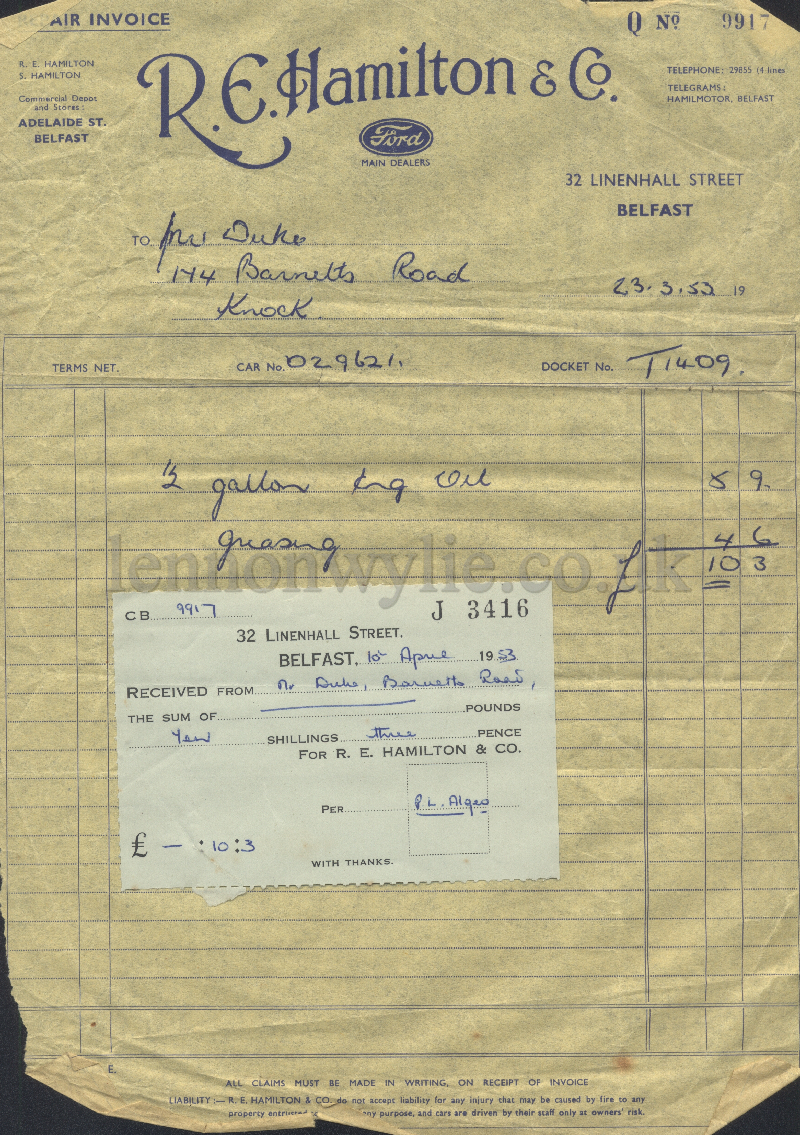 AIR INVOICE
Q No 9917
R. E. HAMILTON
S. HAMILTON
Commercial Depot
and Stores:
ADELAIDE ST.
BELFAST
R.E. Hamilton & Co.
Ford
MAIN DEALERS
TELEPHONE: 29855 (4 lines
TELEGRAMS:
HAMILMOTOR, BELFAST
32 LINENHALL STREET
BELFAST
TO Mr Duke
144 Barnetts Road
Knock
23.3.53 19
TERMS NET. CAR No. 029621. DOCKET No. T1409.
½ gallon Eng Oil 5 9.
greasing 4 6
£ - 10 3
lennonwylie.co.uk
CB 9917 J 3416
32 LINENHALL STREET.
BELFAST, 10 April 1953
RECEIVED FROM Mr Duke, Barnetts Road,
THE SUM OF POUNDS
Ten SHILLINGS three PENCE
FOR R. E. HAMILTON & CO.
PER P L. Algeo
£ - : 10 : 3
WITH THANKS.
E.
ALL CLAIMS MUST BE MADE IN WRITING, ON RECEIPT OF INVOICE
LIABILITY :— R. E. HAMILTON & CO. do not accept liability for any injury that may be caused by fire to any
property entrusted any purpose, and cars are driven by their staff only at owners' risk.